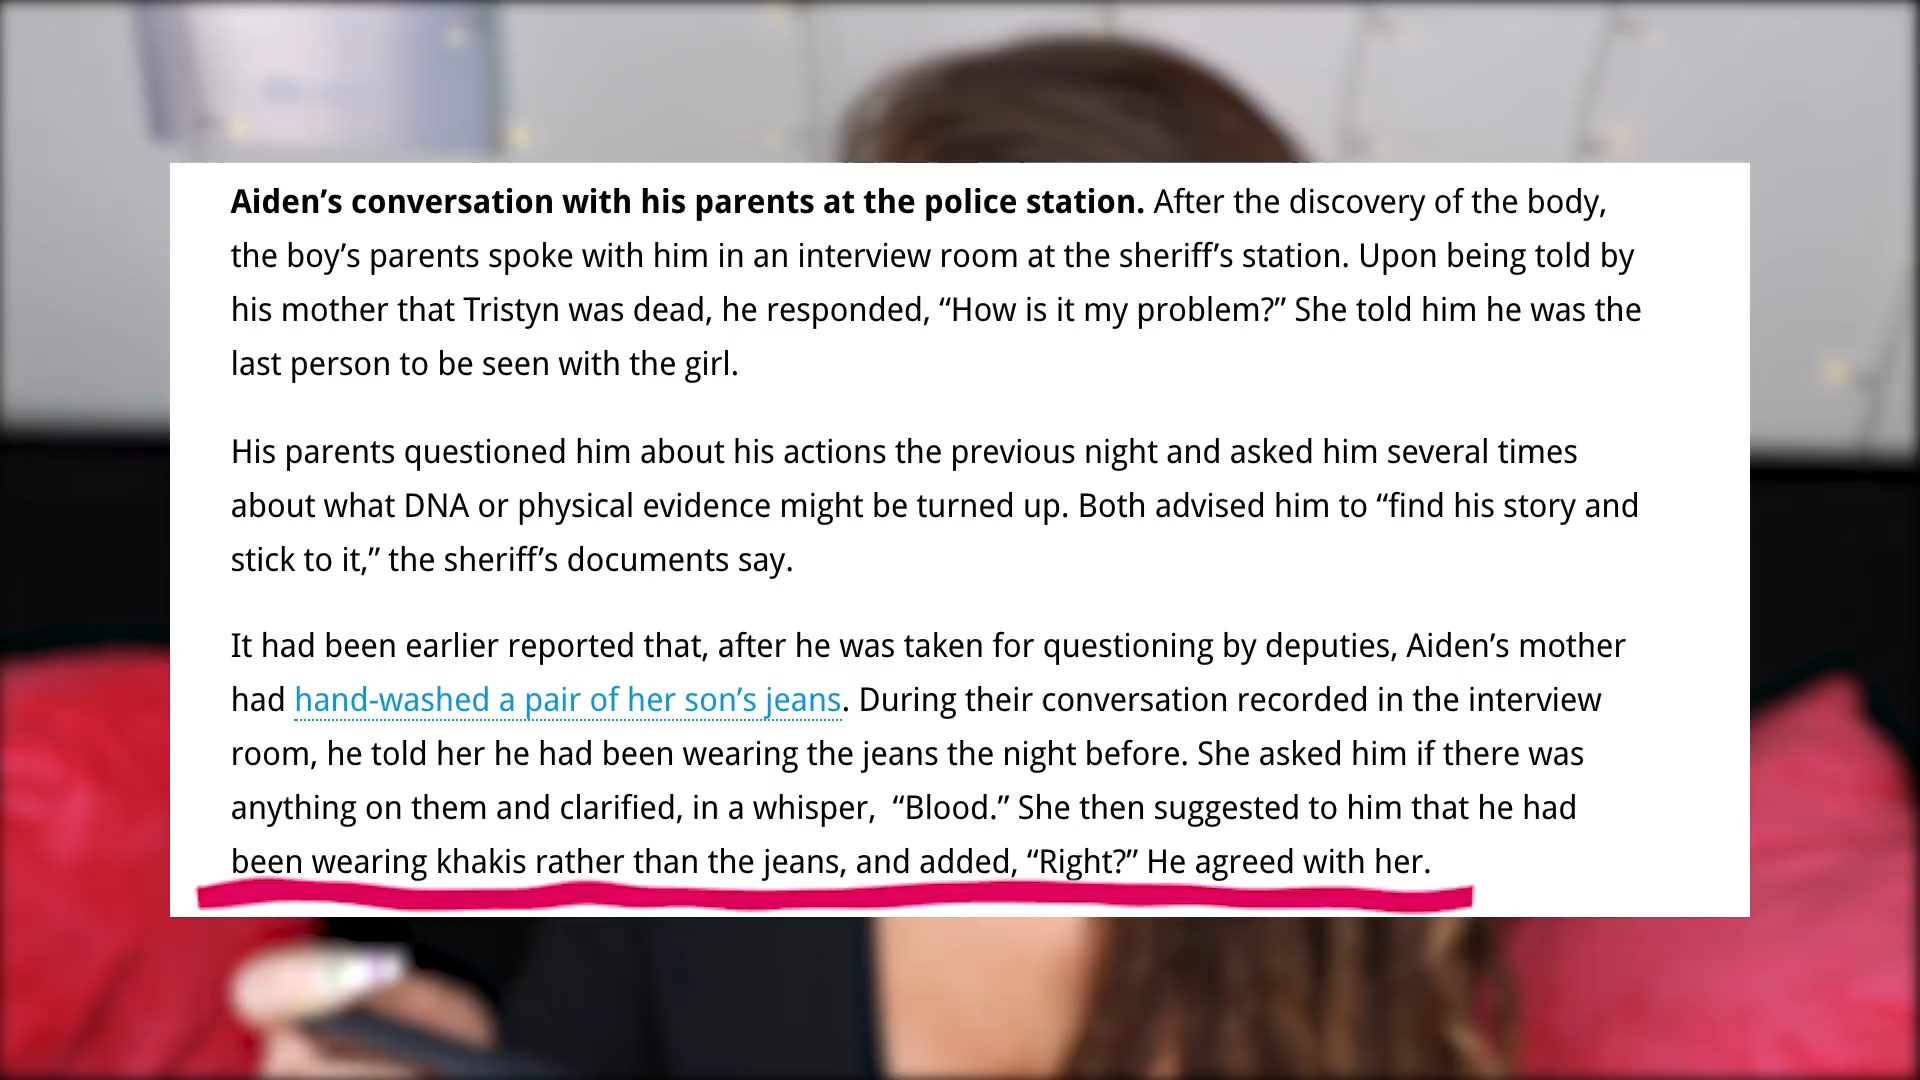 Aiden’s conversation with his parents at the police station. After the discovery of the body,
the boy’s parents spoke with him in an interview room at the sheriff’s station. Upon being told by
his mother that Tristyn was dead, he responded, “How is it my problem?” She told him he was the
last person to be seen with the girl.
His parents questioned him about his actions the previous night and asked him several times
about what DNA or physical evidence might be turned up. Both advised him to “find his story and
stick to it,” the sheriff’s documents say.
It had been earlier reported that, after he was taken for questioning by deputies, Aiden’s mother
had hand-washed a pair of her son’s jeans. During their conversation recorded in the interview
room, he told her he had been wearing the jeans the night before. She asked him if there was
anything on them and clarified, in a whisper, “Blood.” She then suggested to him that he had
been wearing khakis rather than the jeans, and added, “Right?” He agreed with her.